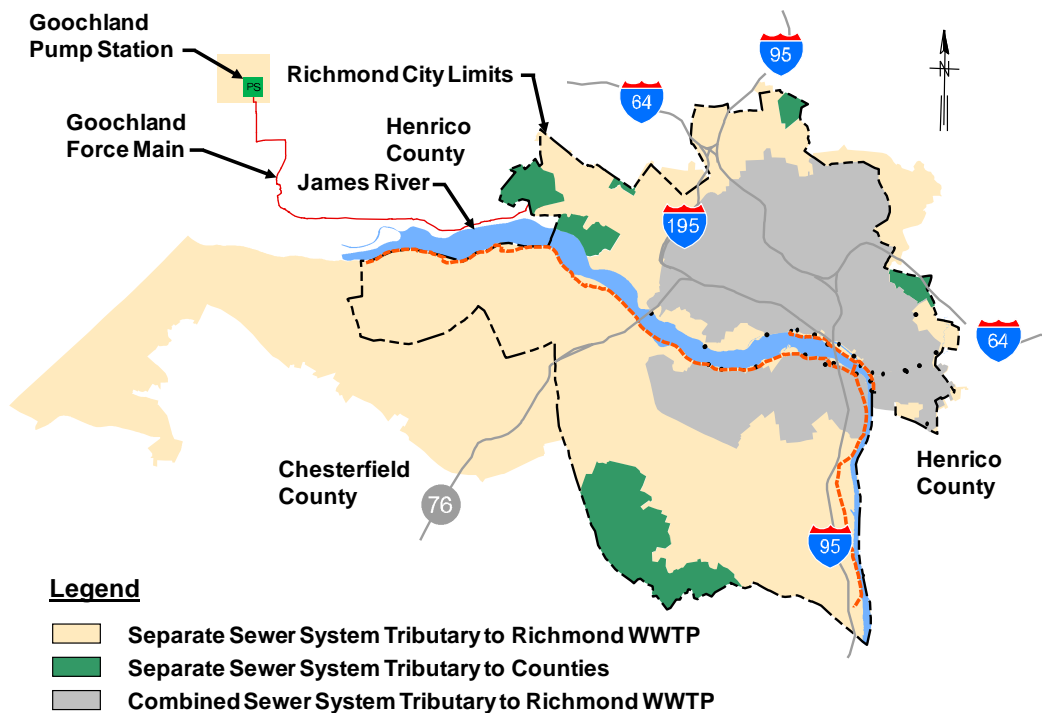 Goochland
Pump Station
PS
Goochland
Force Main
Richmond City Limits
Henrico
County
James River
95
64
N
195
64
Chesterfield
County
76
Henrico
County
95
Legend
Separate Sewer System Tributary to Richmond WWTP
Separate Sewer System Tributary to Counties
Combined Sewer System Tributary to Richmond WWTP